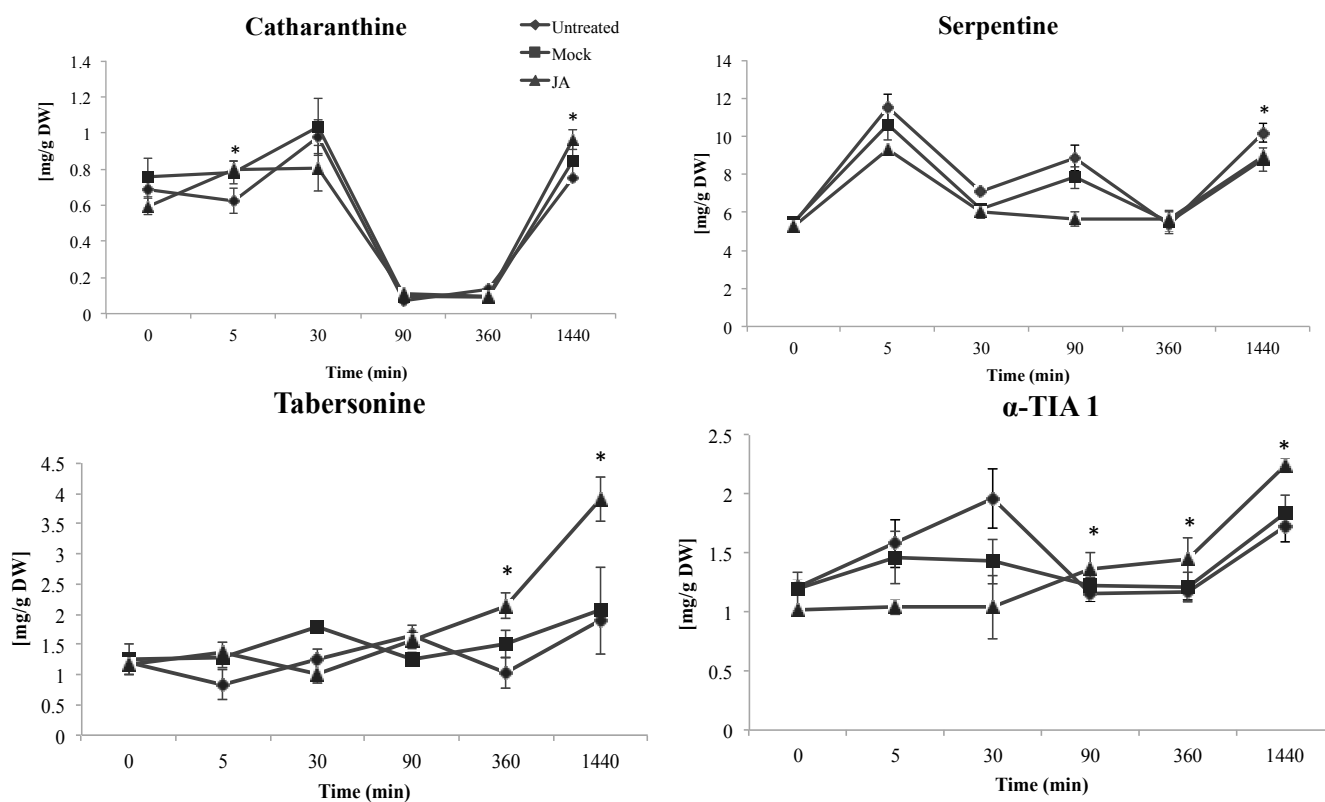 Catharanthine
Untreated
Mock
JA
1.4
1.2
1
0.8
0.6
0.4
0.2
0
[mg/g DW]
*
*
0 5 30 90 360 1440
Time (min)
Serpentine
14
12
10
8
6
4
2
0
[mg/g DW]
*
0 5 30 90 360 1440
Time (min)
Tabersonine
4.5
4
3.5
3
2.5
2
1.5
1
0.5
0
[mg/g DW]
*
*
0 5 30 90 360 1440
Time (min)
α-TIA 1
2.5
2
1.5
1
0.5
0
[mg/g DW]
*
*
*
0 5 30 90 360 1440
Time (min)